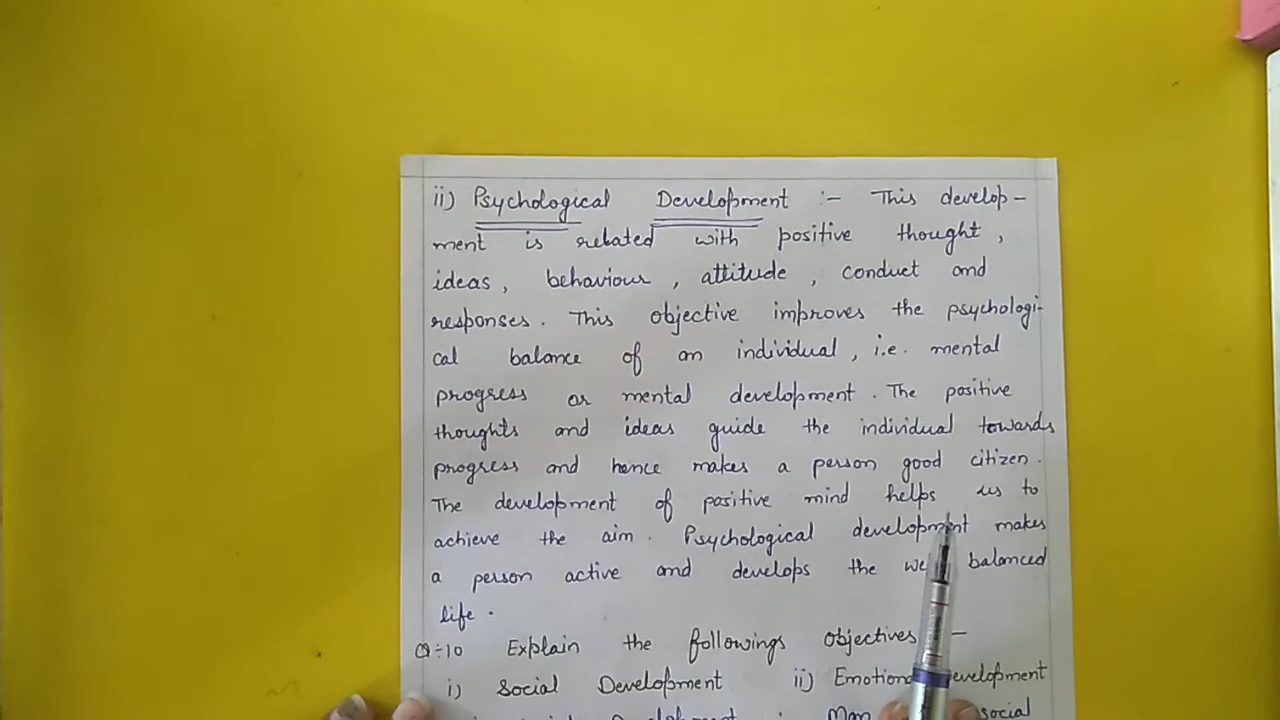 ii) Psychological Development :- This develop-
ment is related with positive thought,
ideas, behaviour, attitude, conduct and
responses. This objective improves the psychologi-
cal balance of an individual, i.e. mental
progress or mental development. The positive
thoughts and ideas guide the individual towards
progress and hence makes a person good citizen.
The development of positive mind helps us to
achieve the aim. Psychological development makes
a person active and develops the balanced
life.
Q÷10 Explain the followings objectives -
i) Social Development ii) Emotional Development
Man social